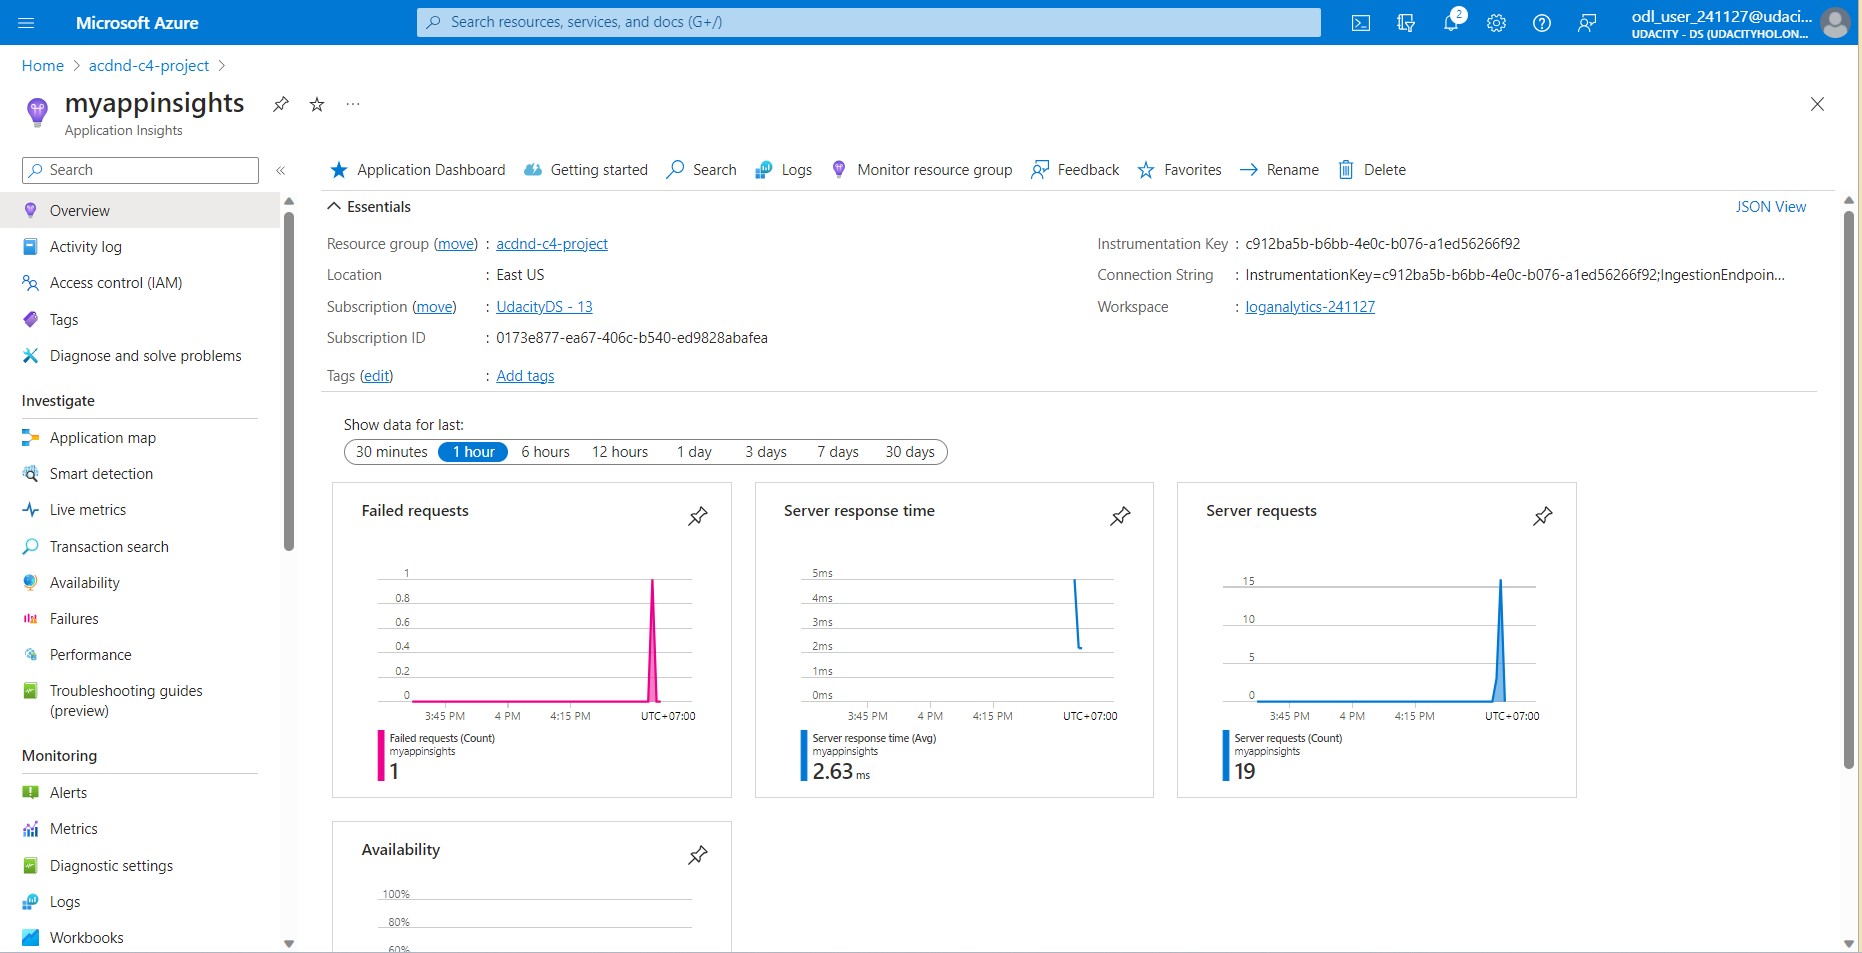 Microsoft Azure
Search resources, services, and docs (G+/)
2
odl_user_241127@udaci...
UDACITY - DS (UDACITYHOL.ON...
Home > acdnd-c4-project >
myappinsights
Application Insights
Search
Application Dashboard
Getting started
Search
Logs
Monitor resource group
Feedback
Favorites
Rename
Delete
Overview
Activity log
Access control (IAM)
Tags
Diagnose and solve problems
Investigate
Application map
Smart detection
Live metrics
Transaction search
Availability
Failures
Performance
Troubleshooting guides
(preview)
Monitoring
Alerts
Metrics
Diagnostic settings
Logs
Workbooks
Essentials
JSON View
Resource group (move) : acdnd-c4-project
Location : East US
Subscription (move) : UdacityDS - 13
Subscription ID : 0173e877-ea67-406c-b540-ed9828abafea
Tags (edit) : Add tags
Instrumentation Key : c912ba5b-b6bb-4e0c-b076-a1ed56266f92
Connection String : InstrumentationKey=c912ba5b-b6bb-4e0c-b076-a1ed56266f92;IngestionEndpoin...
Workspace : loganalytics-241127
Show data for last:
30 minutes 1 hour 6 hours 12 hours 1 day 3 days 7 days 30 days
Failed requests
1
0.8
0.6
0.4
0.2
0
3:45 PM 4 PM 4:15 PM UTC+07:00
Failed requests (Count)
myappinsights
1
Server response time
5ms
4ms
3ms
2ms
1ms
0ms
3:45 PM 4 PM 4:15 PM UTC+07:00
Server response time (Avg)
myappinsights
2.63 ms
Server requests
15
10
5
0
3:45 PM 4 PM 4:15 PM UTC+07:00
Server requests (Count)
myappinsights
19
Availability
100%
80%
60%